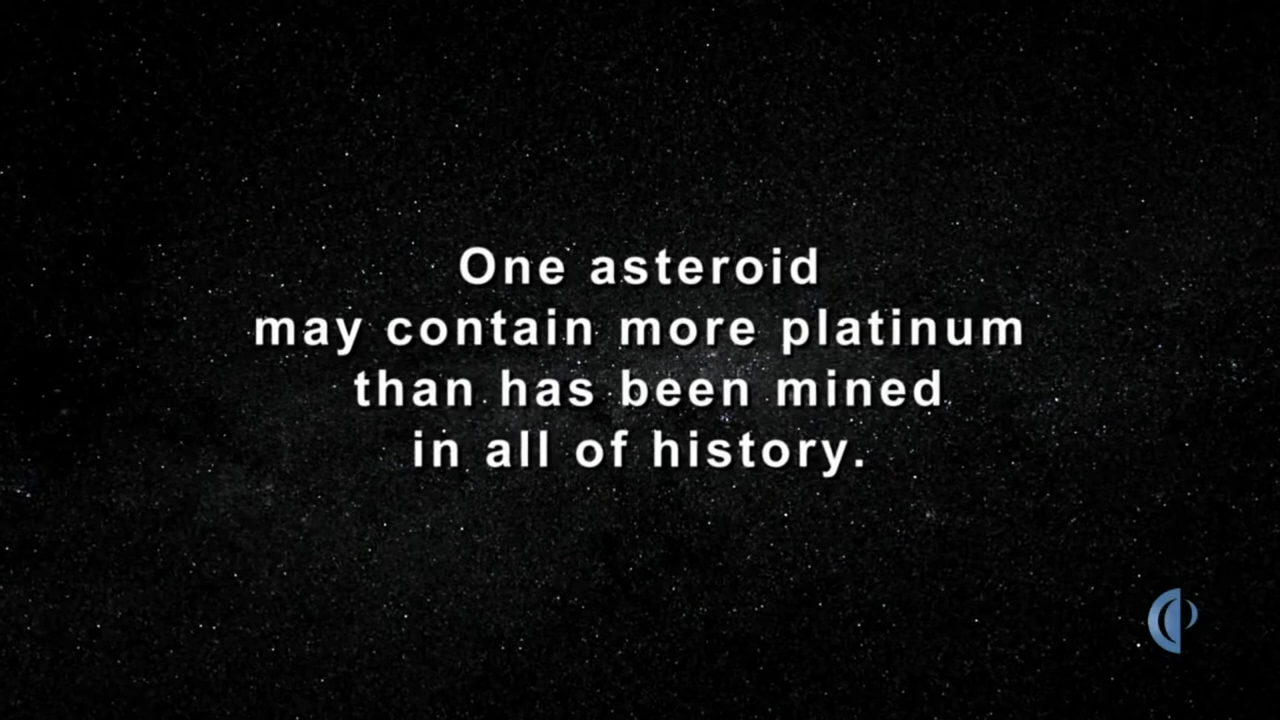 One asteroid
may contain more platinum
than has been mined
in all of history.